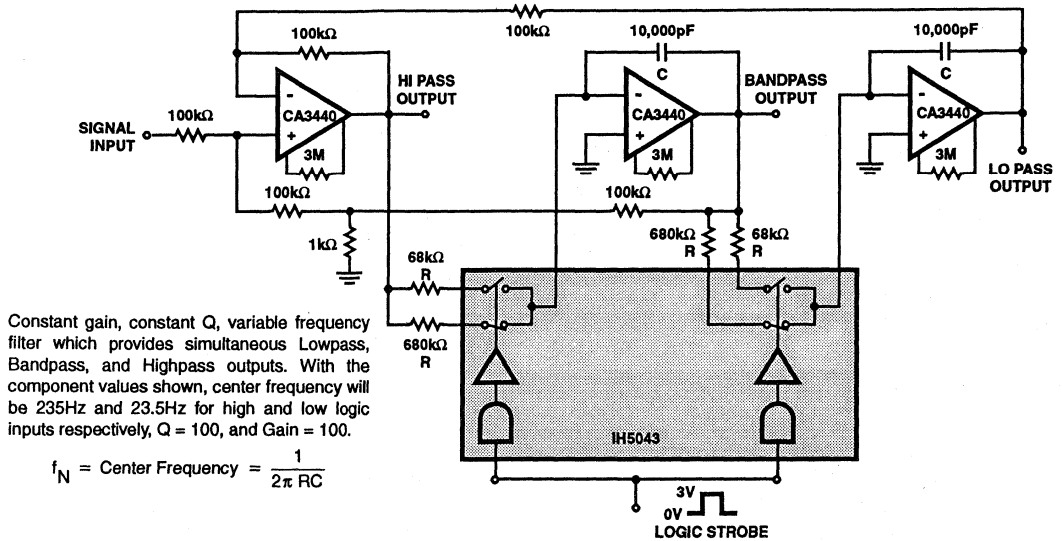 100kΩ
100kΩ
10,000pF
C
10,000pF
C
HI PASS
OUTPUT
BANDPASS
OUTPUT
SIGNAL
INPUT
100kΩ
-
CA3440
+
3M
-
CA3440
+
3M
-
CA3440
+
3M
LO PASS
OUTPUT
100kΩ
100kΩ
1kΩ
680kΩ
R
68kΩ
R
68kΩ
R
680kΩ
R
Constant gain, constant Q, variable frequency
filter which provides simultaneous Lowpass,
Bandpass, and Highpass outputs. With the
component values shown, center frequency will
be 235Hz and 23.5Hz for high and low logic
inputs respectively, Q = 100, and Gain = 100.
fN = Center Frequency = 1
2π RC
IH5043
3V
0V
LOGIC STROBE